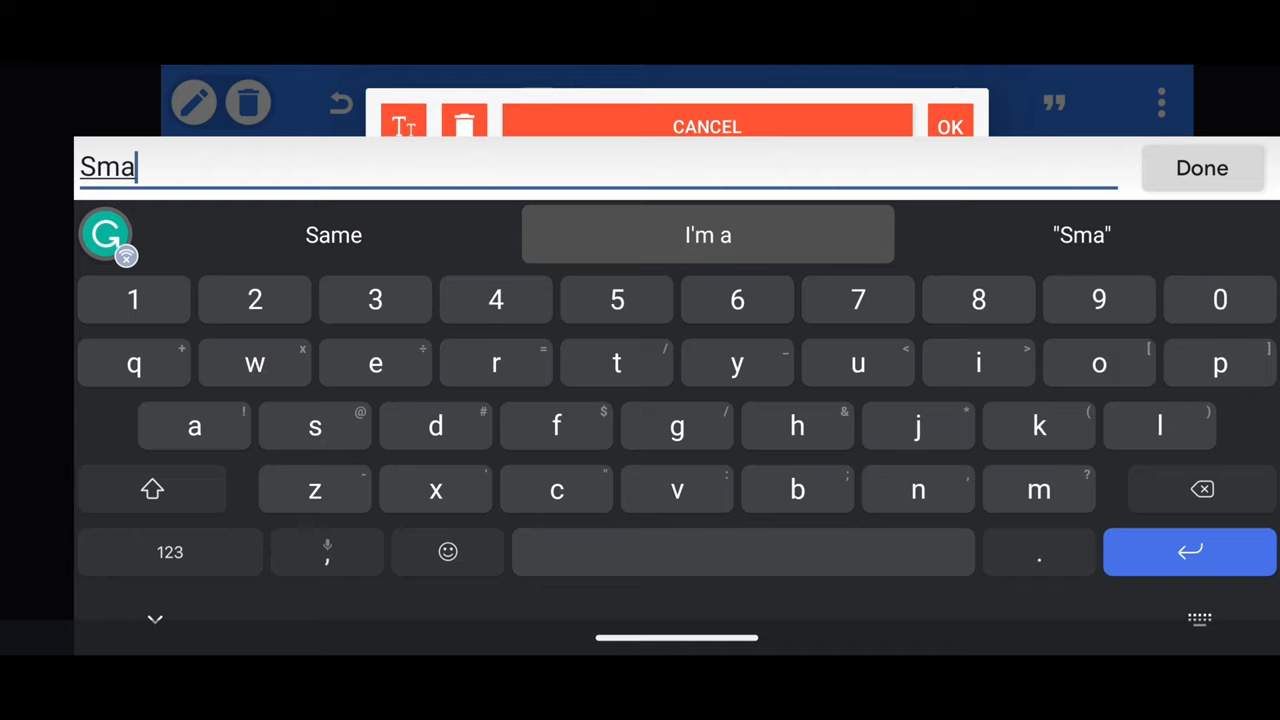 CANCEL
OK
Sma
Done
Same I'm a "Sma"
1 2 3 4 5 6 7 8 9 0
q + w x e ÷ r = t / y _ u < i > o [ p ]
a ! s @ d # f $ g / h & j * k ( l )
z - x ' c " v : b ; n , m ?
123 , .